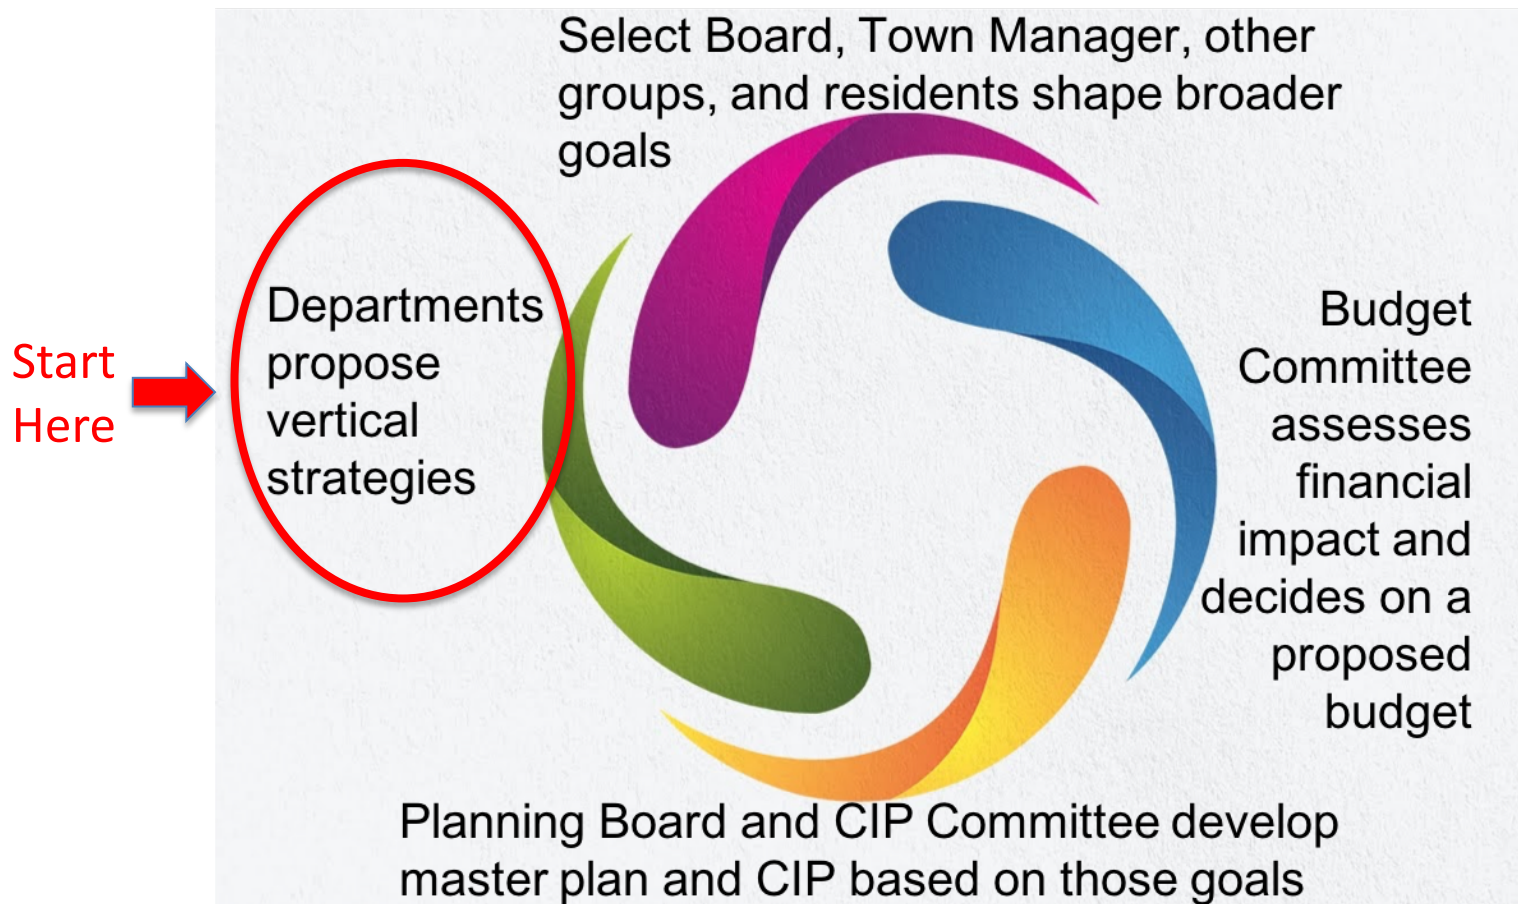 Select Board, Town Manager, other
groups, and residents shape broader
goals
Start
Here
Departments
propose
vertical
strategies
Budget
Committee
assesses
financial
impact and
decides on a
proposed
budget
Planning Board and CIP Committee develop
master plan and CIP based on those goals